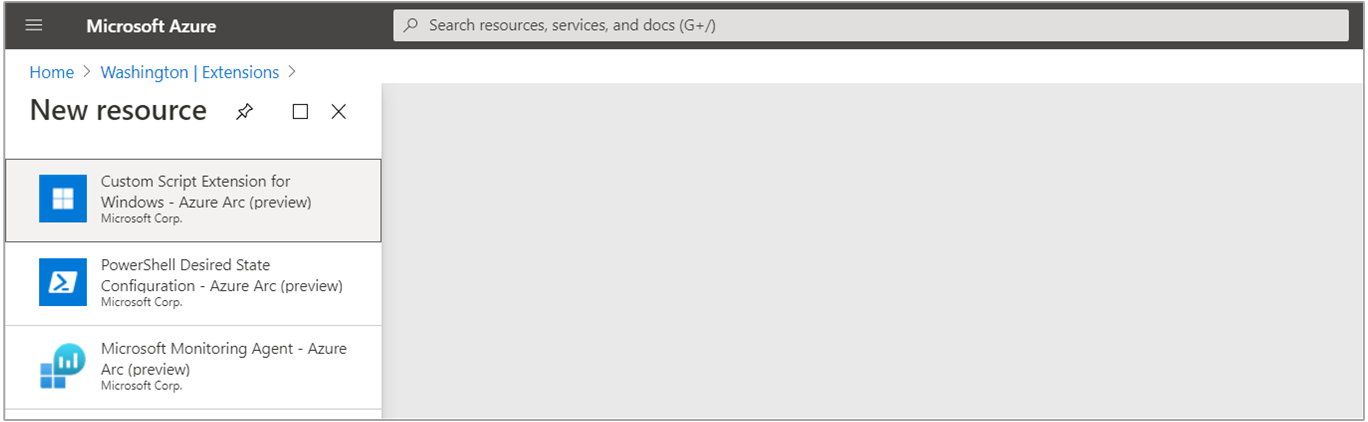 Microsoft Azure
Search resources, services, and docs (G+/)
Home > Washington | Extensions >
New resource
Custom Script Extension for
Windows - Azure Arc (preview)
Microsoft Corp.
PowerShell Desired State
Configuration - Azure Arc (preview)
Microsoft Corp.
Microsoft Monitoring Agent - Azure
Arc (preview)
Microsoft Corp.